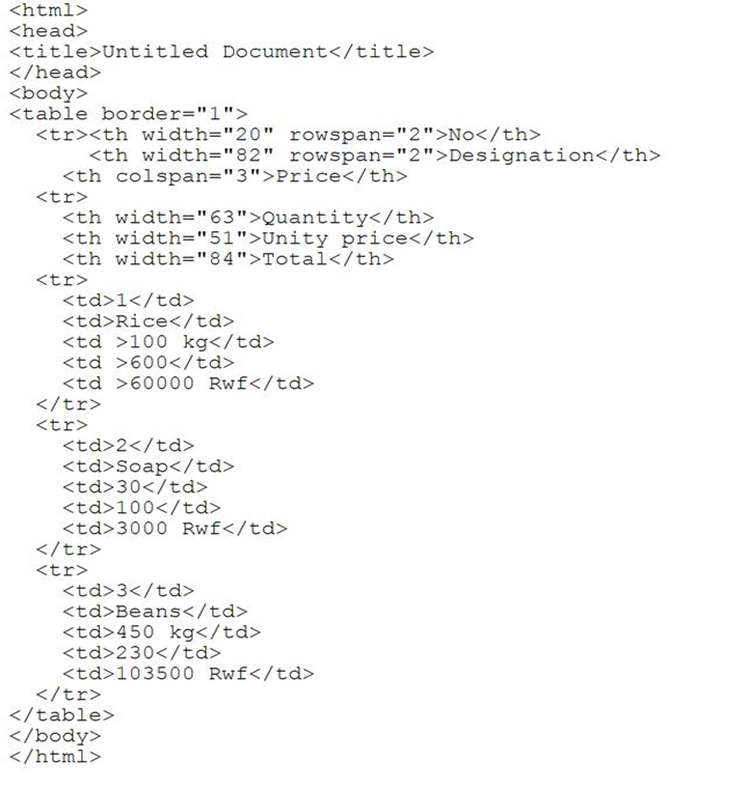 <html>
<head>
<title>Untitled Document</title>
</head>
<body>
<table border="1">
<tr><th width="20" rowspan="2">No</th>
<th width="82" rowspan="2">Designation</th>
<th colspan="3">Price</th>
<tr>
<th width="63">Quantity</th>
<th width="51">Unity price</th>
<th width="84">Total</th>
<tr>
<td>1</td>
<td>Rice</td>
<td >100 kg</td>
<td >600</td>
<td >60000 Rwf</td>
</tr>
<tr>
<td>2</td>
<td>Soap</td>
<td>30</td>
<td>100</td>
<td>3000 Rwf</td>
</tr>
<tr>
<td>3</td>
<td>Beans</td>
<td>450 kg</td>
<td>230</td>
<td>103500 Rwf</td>
</tr>
</table>
</body>
</html>